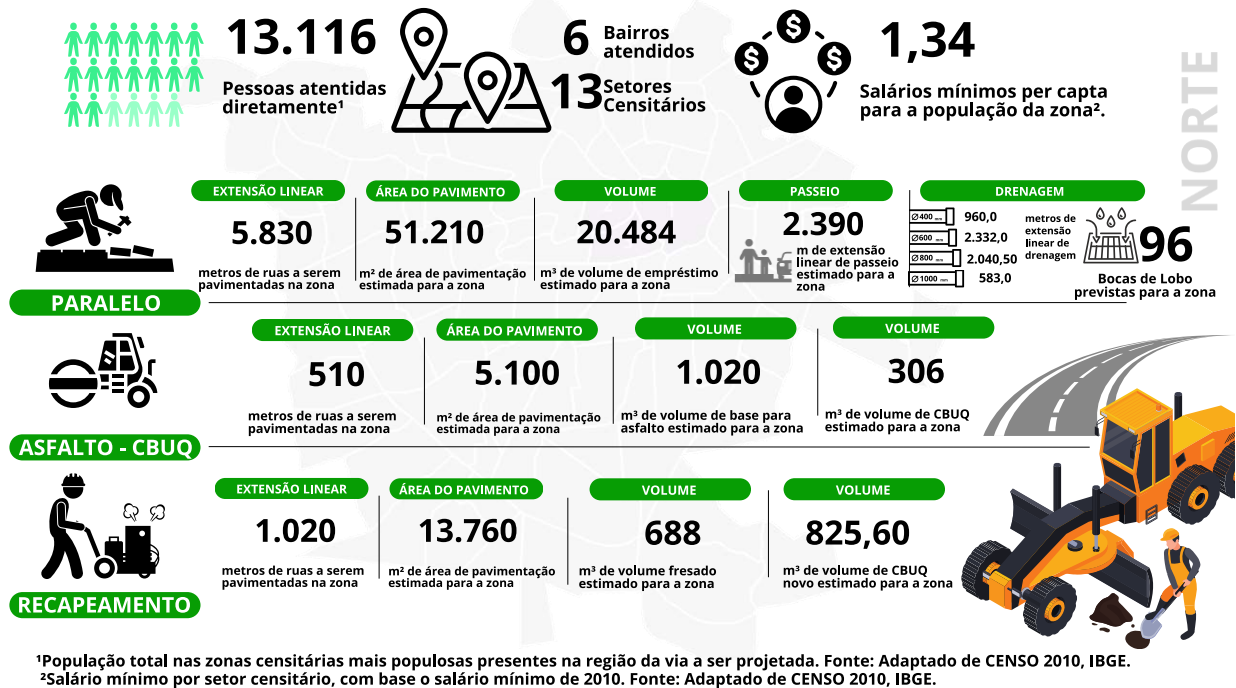 13.116
Pessoas atentidas
diretamente¹
6 Bairros
atendidos
13 Setores
Censitários
1,34
Salários mínimos per capta
para a população da zona².
NORTE
EXTENSÃO LINEAR
5.830
metros de ruas a serem
pavimentadas na zona
ÁREA DO PAVIMENTO
51.210
m² de área de pavimentação
estimada para a zona
VOLUME
20.484
m³ de volume de empréstimo
estimado para a zona
PASSEIO
2.390
m de extensão
linear de passeio
estimado para a
zona
DRENAGEM
Ø 400 mm 960,0
Ø 600 mm 2.332,0
Ø 800 mm 2.040,50
Ø 1000 mm 583,0
metros de
extensão
linear de
drenagem
96
Bocas de Lobo
previstas para a zona
PARALELO
EXTENSÃO LINEAR
510
metros de ruas a serem
pavimentadas na zona
ÁREA DO PAVIMENTO
5.100
m² de área de pavimentação
estimada para a zona
VOLUME
1.020
m³ de volume de base para
asfalto estimado para a zona
VOLUME
306
m³ de volume de CBUQ
estimado para a zona
ASFALTO - CBUQ
EXTENSÃO LINEAR
1.020
metros de ruas a serem
pavimentadas na zona
ÁREA DO PAVIMENTO
13.760
m² de área de pavimentação
estimada para a zona
VOLUME
688
m³ de volume fresado
estimado para a zona
VOLUME
825,60
m³ de volume de CBUQ
novo estimado para a zona
RECAPEAMENTO
¹População total nas zonas censitárias mais populosas presentes na região da via a ser projetada. Fonte: Adaptado de CENSO 2010, IBGE.
²Salário mínimo por setor censitário, com base o salário mínimo de 2010. Fonte: Adaptado de CENSO 2010, IBGE.